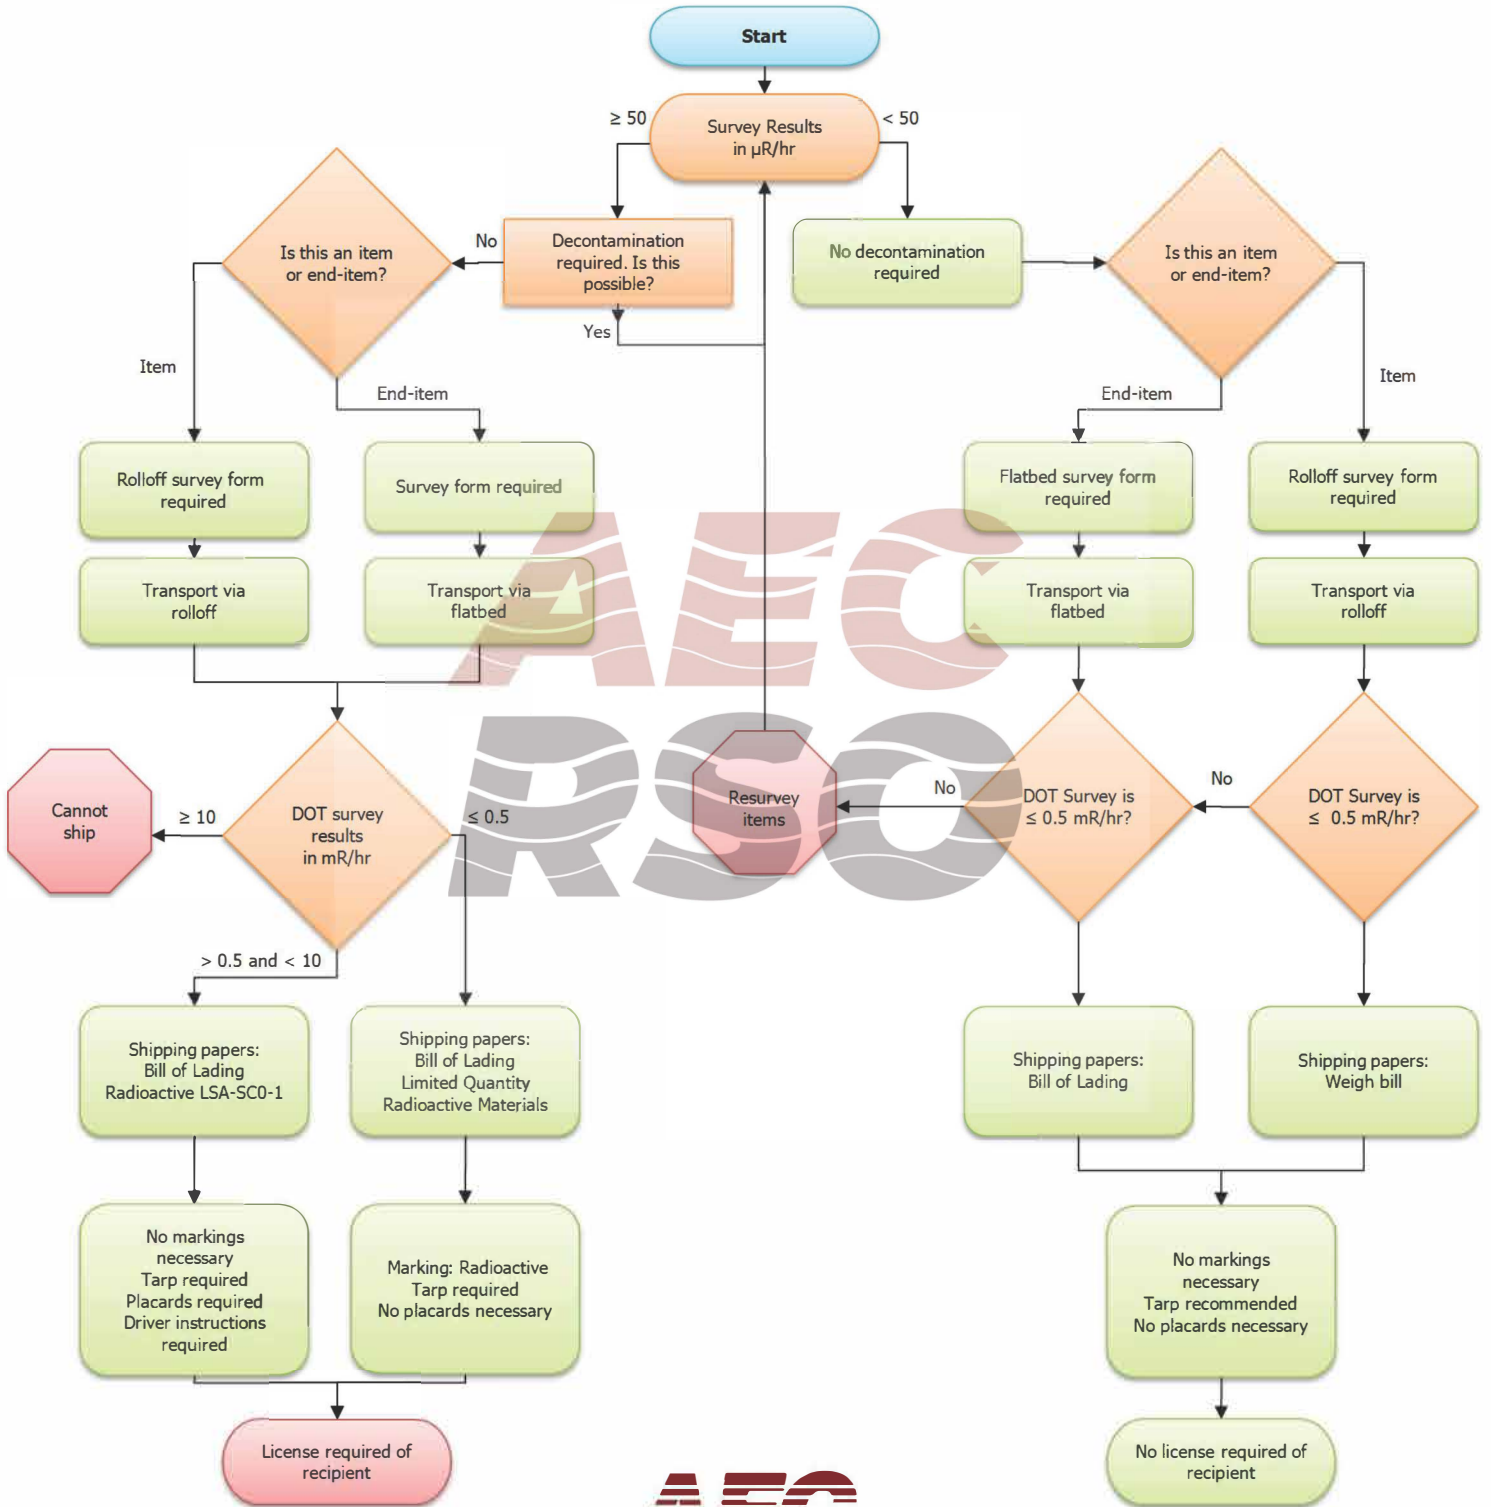 Start
≥ 50
< 50
Survey Results
in µR/hr
Is this an item
or end-item?
No
Decontamination
required. Is this
possible?
No decontamination
required
Is this an item
or end-item?
Yes
Item
End-item
End-item
Item
Rolloff survey form
required
Survey form required
Flatbed survey form
required
Rolloff survey form
required
Transport via
rolloff
Transport via
flatbed
Transport via
flatbed
Transport via
rolloff
AEC
RSO
Cannot
ship
≥ 10
DOT survey
results
in mR/hr
≤ 0.5
Resurvey
items
No
DOT Survey is
≤ 0.5 mR/hr?
No
DOT Survey is
≤ 0.5 mR/hr?
> 0.5 and < 10
Shipping papers:
Bill of Lading
Radioactive LSA-SC0-1
Shipping papers:
Bill of Lading
Limited Quantity
Radioactive Materials
Shipping papers:
Bill of Lading
Shipping papers:
Weigh bill
No markings
necessary
Tarp required
Placards required
Driver instructions
required
Marking: Radioactive
Tarp required
No placards necessary
No markings
necessary
Tarp recommended
No placards necessary
License required of
recipient
No license required of
recipient
AEC